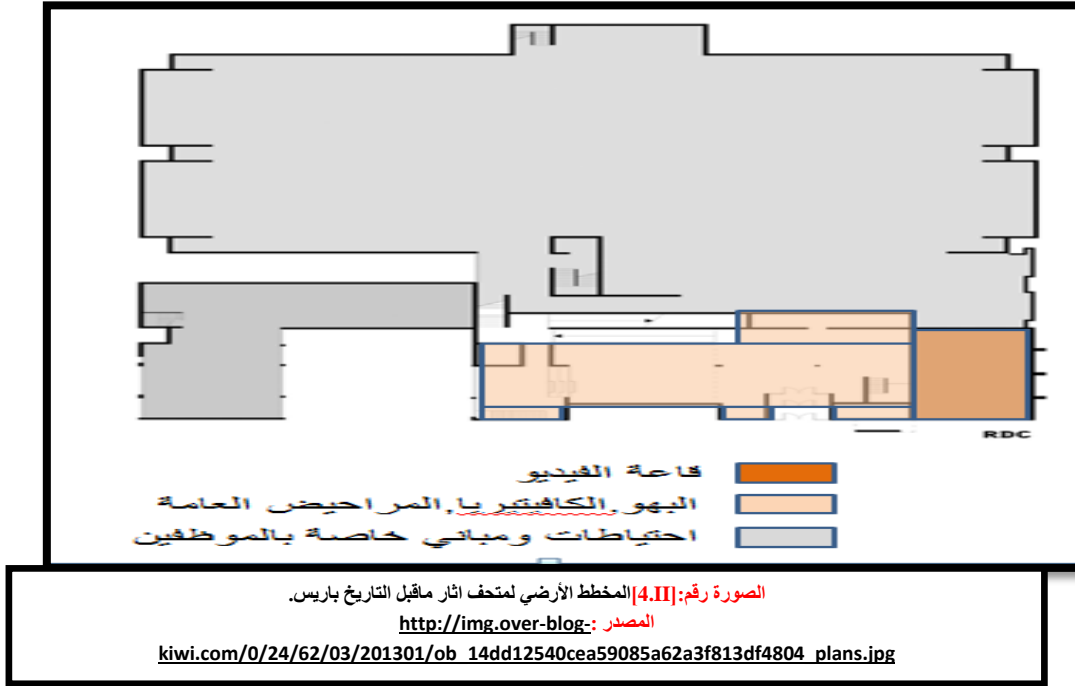 RDC
قاعة الفيديو
البهو,الكافيتيريا,المراحيض العامة
احتياطات ومباني خاصة بالموظفين
الصورة رقم:[4.II]المخطط الأرضي لمتحف اثار ماقبل التاريخ باريس.
المصدر :http://img.over-blog-
kiwi.com/0/24/62/03/201301/ob_14dd12540cea59085a62a3f813df4804_plans.jpg